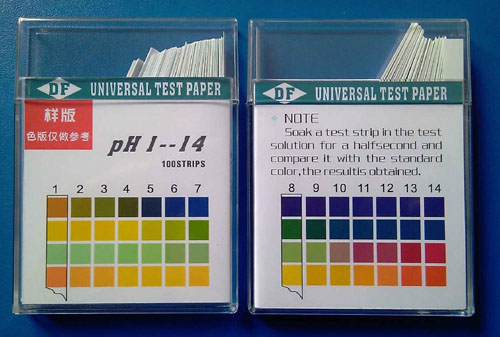 DF UNIVERSAL TEST PAPER
样版
色版仅做参考
pH 1--14
100STRIPS
1 2 3 4 5 6 7
DF UNIVERSAL TEST PAPER
NOTE
Soak a test strip in the test
solution for a halfsecond and
compare it with the standard
color,the resultis obtained.
8 9 10 11 12 13 14